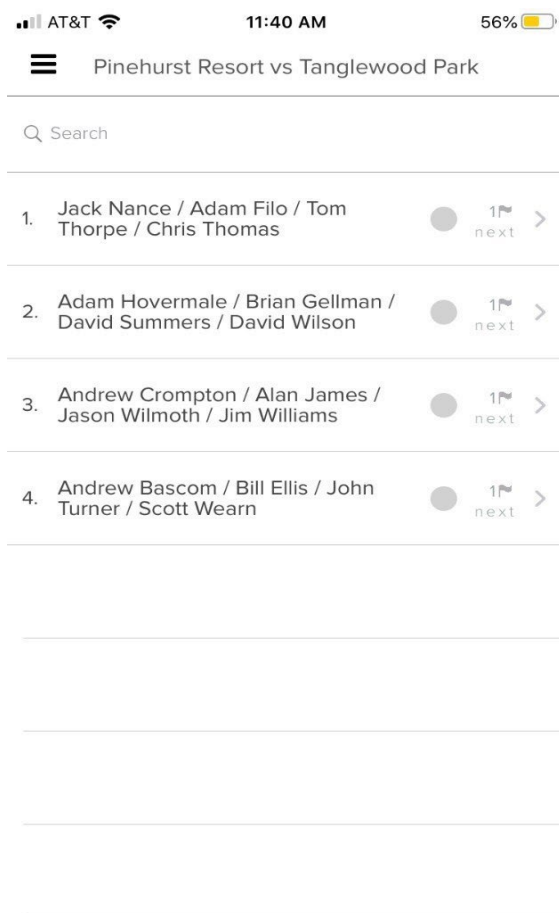 AT&T 11:40 AM 56%
Pinehurst Resort vs Tanglewood Park
Search
1. Jack Nance / Adam Filo / Tom
Thorpe / Chris Thomas
1
next
2. Adam Hovermale / Brian Gellman /
David Summers / David Wilson
1
next
3. Andrew Crompton / Alan James /
Jason Wilmoth / Jim Williams
1
next
4. Andrew Bascom / Bill Ellis / John
Turner / Scott Wearn
1
next